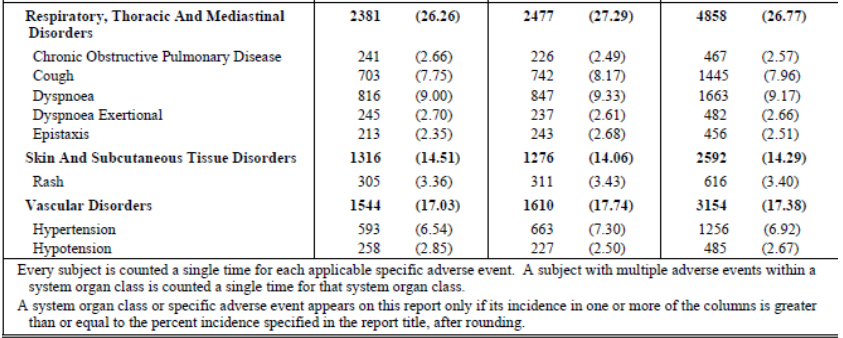 Respiratory, Thoracic And Mediastinal 2381 (26.26) 2477 (27.29) 4858 (26.77)
Disorders
Chronic Obstructive Pulmonary Disease 241 (2.66) 226 (2.49) 467 (2.57)
Cough 703 (7.75) 742 (8.17) 1445 (7.96)
Dyspnoea 816 (9.00) 847 (9.33) 1663 (9.17)
Dyspnoea Exertional 245 (2.70) 237 (2.61) 482 (2.66)
Epistaxis 213 (2.35) 243 (2.68) 456 (2.51)
Skin And Subcutaneous Tissue Disorders 1316 (14.51) 1276 (14.06) 2592 (14.29)
Rash 305 (3.36) 311 (3.43) 616 (3.40)
Vascular Disorders 1544 (17.03) 1610 (17.74) 3154 (17.38)
Hypertension 593 (6.54) 663 (7.30) 1256 (6.92)
Hypotension 258 (2.85) 227 (2.50) 485 (2.67)
Every subject is counted a single time for each applicable specific adverse event. A subject with multiple adverse events within a
system organ class is counted a single time for that system organ class.
A system organ class or specific adverse event appears on this report only if its incidence in one or more of the columns is greater
than or equal to the percent incidence specified in the report title, after rounding.